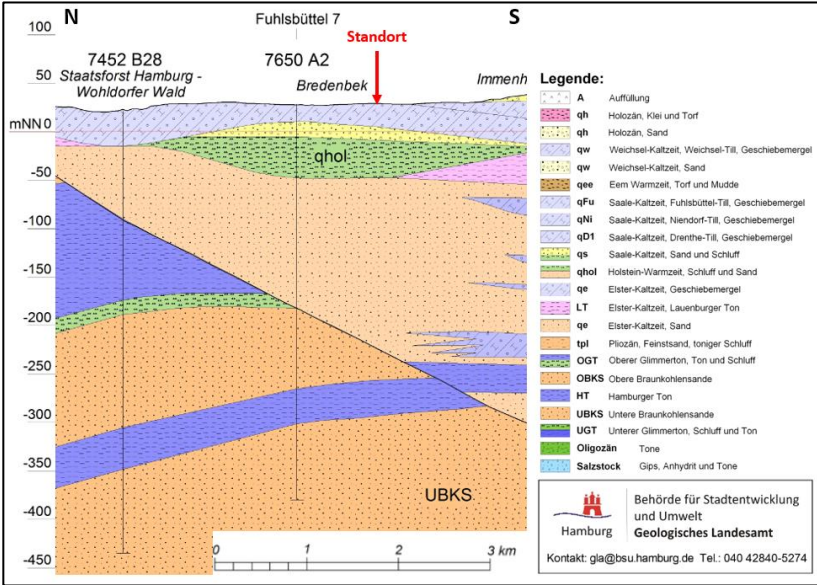 N
S
Fuhlsbüttel 7
100
7452 B28
7650 A2
Standort
Staatsforst Hamburg -
Wohldorfer Wald
Bredenbek
Immenh
50
mNN 0
qhol
-50
-100
-150
-200
-250
-300
-350
UBKS
-400
-450
0 1 2 3 km
Legende:
A Auffüllung
qh Holozän, Klei und Torf
qh Holozän, Sand
qw Weichsel-Kaltzeit, Weichsel-Till, Geschiebemergel
qw Weichsel-Kaltzeit, Sand
qee Eem Warmzeit, Torf und Mudde
qFu Saale-Kaltzeit, Fuhlsbüttel-Till, Geschiebemergel
qNi Saale-Kaltzeit, Niendorf-Till, Geschiebemergel
qD1 Saale-Kaltzeit, Drenthe-Till, Geschiebemergel
qs Saale-Kaltzeit, Sand und Schluff
qhol Holstein-Warmzeit, Schluff und Sand
qe Elster-Kaltzeit, Geschiebemergel
LT Elster-Kaltzeit, Lauenburger Ton
qe Elster-Kaltzeit, Sand
tpl Pliozän, Feinstsand, toniger Schluff
OGT Oberer Glimmerton, Ton und Schluff
OBKS Obere Braunkohlensande
HT Hamburger Ton
UBKS Untere Braunkohlensande
UGT Unterer Glimmerton, Schluff und Ton
Oligozän Tone
Salzstock Gips, Anhydrit und Tone
Hamburg
Behörde für Stadtentwicklung
und Umwelt
Geologisches Landesamt
Kontakt: gla@bsu.hamburg.de Tel.: 040 42840-5274